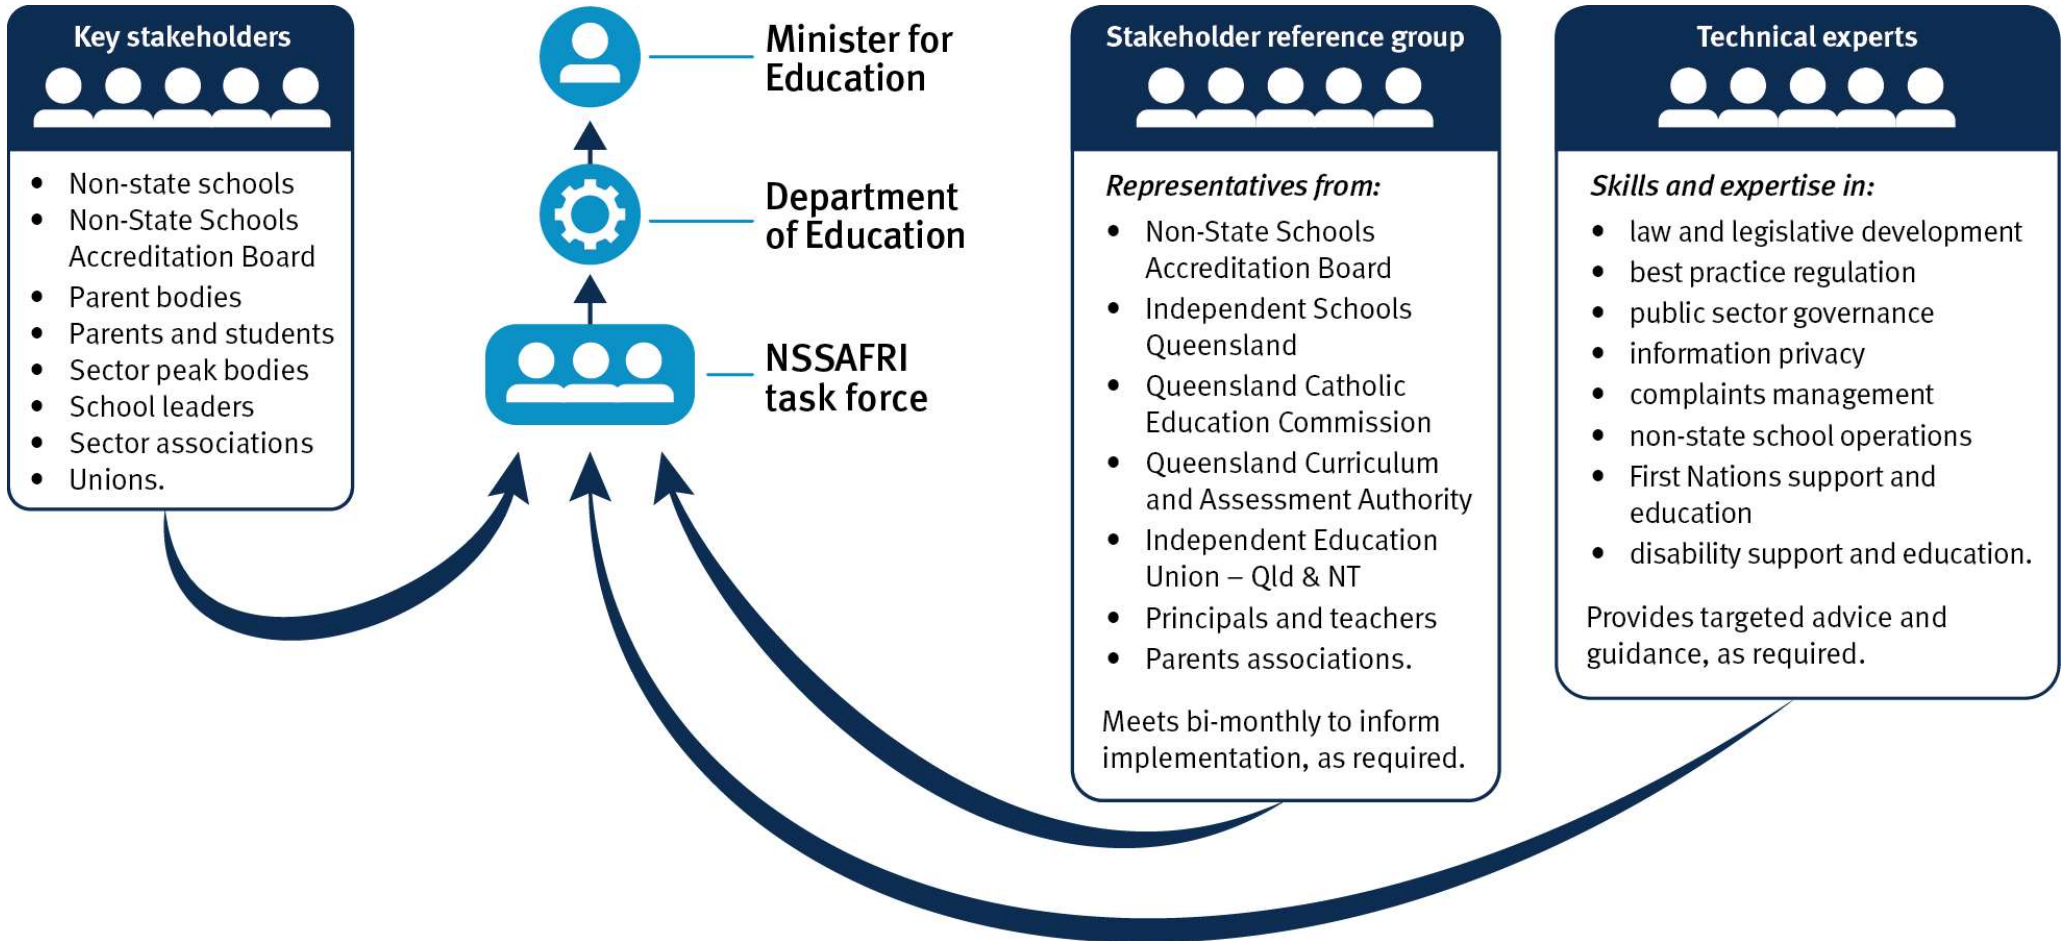 Key stakeholders
• Non-state schools
• Non-State Schools
Accreditation Board
• Parent bodies
• Parents and students
• Sector peak bodies
• School leaders
• Sector associations
• Unions.
Minister for
Education
Department
of Education
NSSAFRI
task force
Stakeholder reference group
Representatives from:
• Non-State Schools
Accreditation Board
• Independent Schools
Queensland
• Queensland Catholic
Education Commission
• Queensland Curriculum
and Assessment Authority
• Independent Education
Union – Qld & NT
• Principals and teachers
• Parents associations.
Meets bi-monthly to inform
implementation, as required.
Technical experts
Skills and expertise in:
• law and legislative development
• best practice regulation
• public sector governance
• information privacy
• complaints management
• non-state school operations
• First Nations support and
education
• disability support and education.
Provides targeted advice and
guidance, as required.